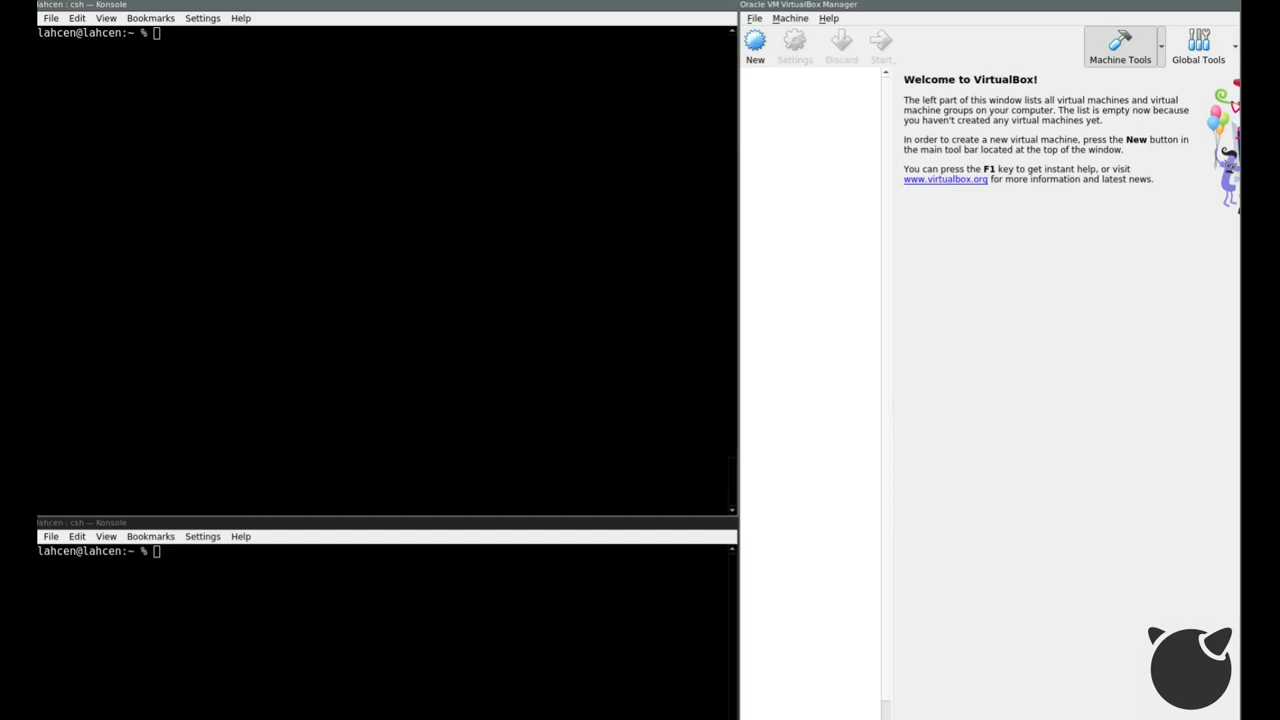 lahcen : csh — Konsole
File Edit View Bookmarks Settings Help
lahcen@lahcen:~ %
lahcen : csh — Konsole
File Edit View Bookmarks Settings Help
lahcen@lahcen:~ %
Oracle VM VirtualBox Manager
File Machine Help
New Settings Discard Start Machine Tools Global Tools
Welcome to VirtualBox!
The left part of this window lists all virtual machines and virtual
machine groups on your computer. The list is empty now because
you haven't created any virtual machines yet.
In order to create a new virtual machine, press the New button in
the main tool bar located at the top of the window.
You can press the F1 key to get instant help, or visit
www.virtualbox.org for more information and latest news.